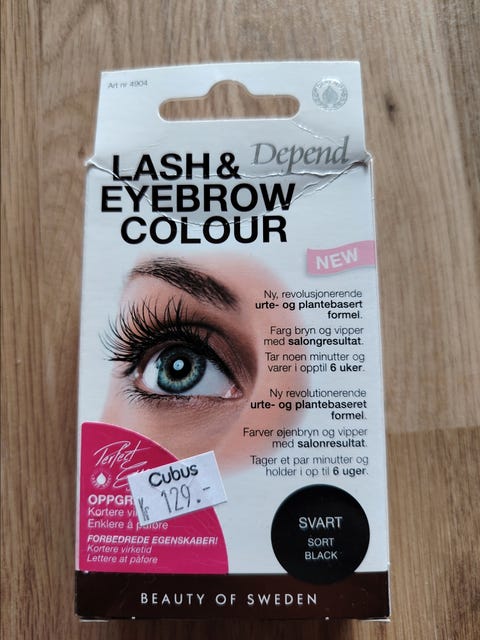 Art nr 4904
Depend
LASH &
EYEBROW
COLOUR
NEW
Ny, revolusjonerende
urte- og plantebasert
formel.
Farg bryn og vipper
med salongresultat.
Tar noen minutter og
varer i opptil 6 uker.
Ny revolutionerende
urte- og plantebaseret
formel.
Farver øjenbryn og vipper
med salonresultat.
Tager et par minutter og
holder i op til 6 uger.
Perfect
Cubus
kr 129.-
Kortere
Enklere å påføre
FORBEDREDE EGENSKABER!
Kortere virketid
Lettere at påføre
SVART
SORT
BLACK
BEAUTY OF SWEDEN